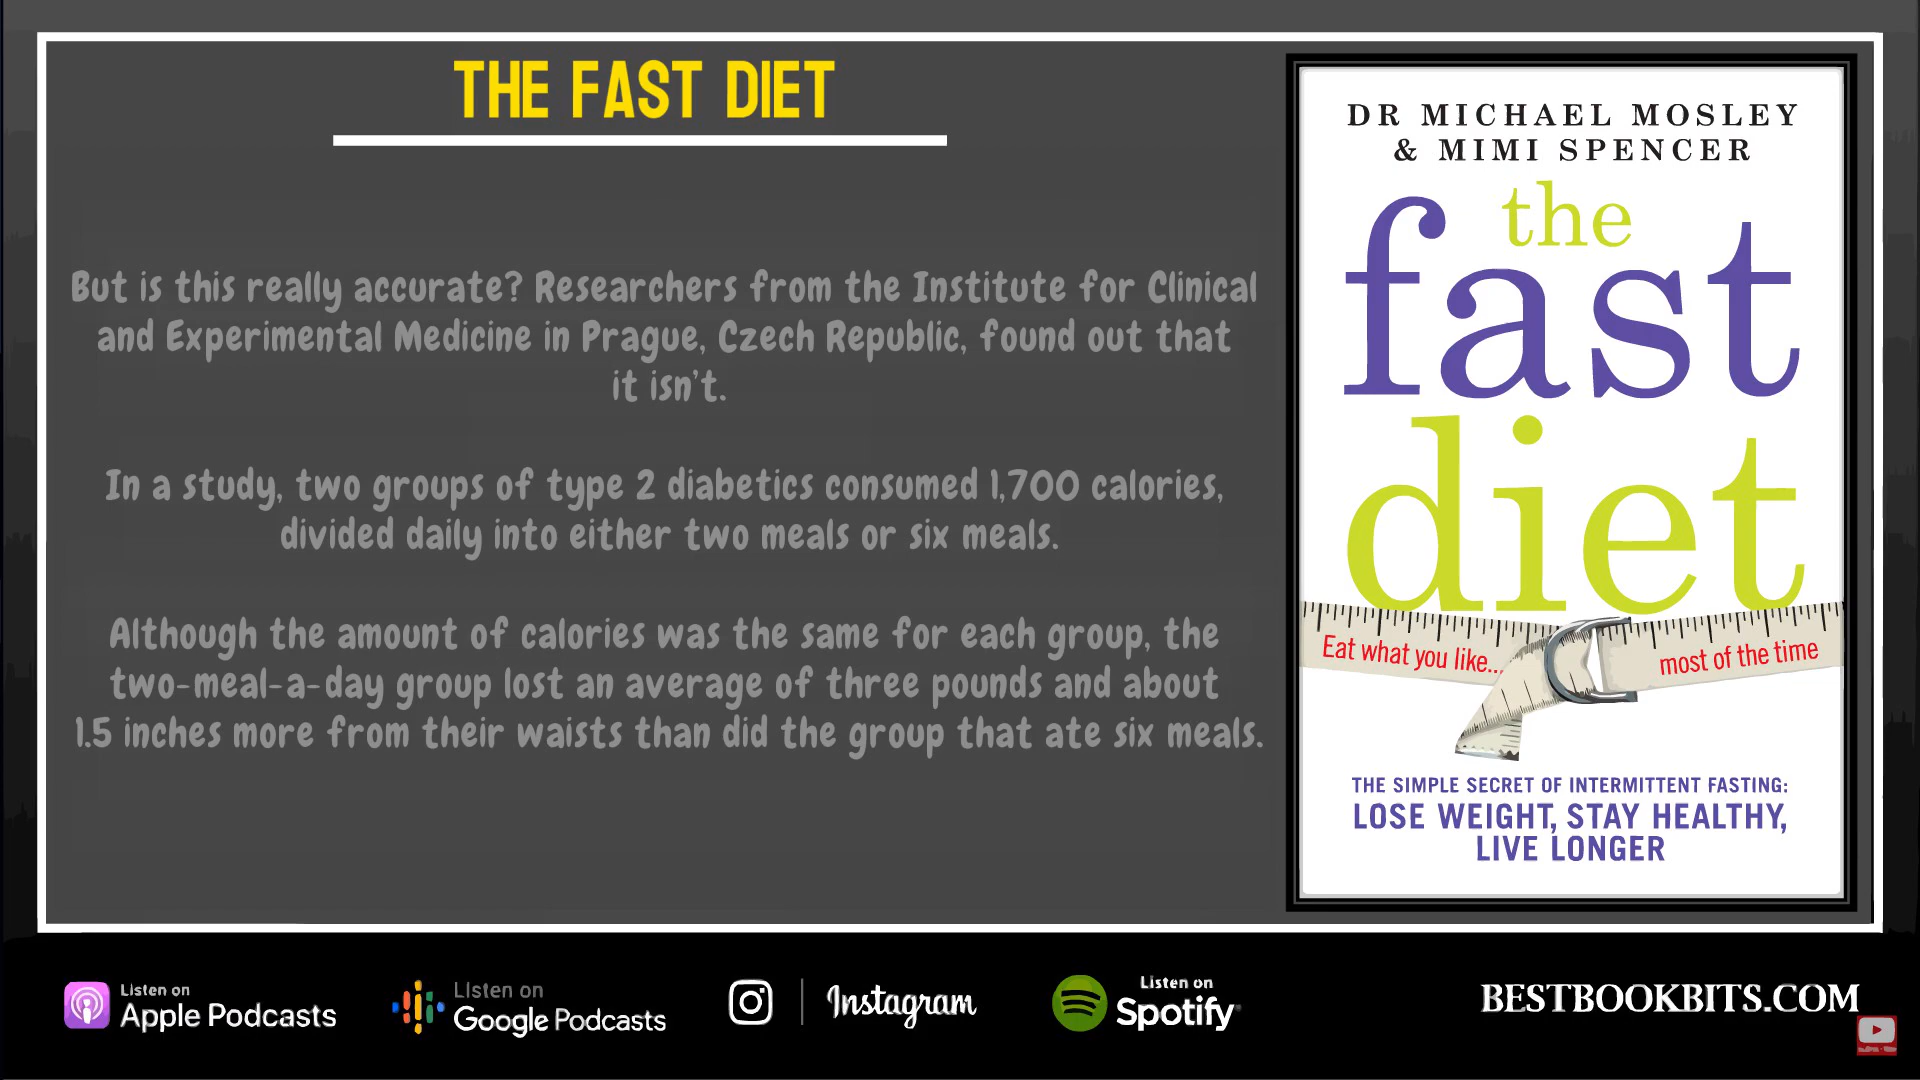 THE FAST DIET
But is this really accurate? Researchers from the Institute for Clinical
and Experimental Medicine in Prague, Czech Republic, found out that
it isn't.
In a study, two groups of type 2 diabetics consumed 1,700 calories,
divided daily into either two meals or six meals.
Although the amount of calories was the same for each group, the
two-meal-a-day group lost an average of three pounds and about
1.5 inches more from their waists than did the group that ate six meals.
DR MICHAEL MOSLEY
& MIMI SPENCER
the
fast
diet
Eat what you like... most of the time
THE SIMPLE SECRET OF INTERMITTENT FASTING:
LOSE WEIGHT, STAY HEALTHY,
LIVE LONGER
Listen on
Apple Podcasts
Listen on
Google Podcasts
Instagram
Listen on
Spotify
BESTBOOKBITS.COM